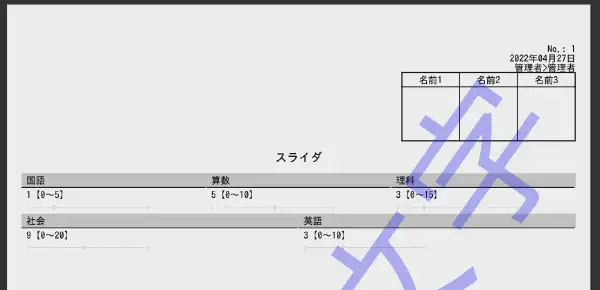 No.: 1
2022年04月27日
管理者>管理者
名前1 名前2 名前3
スライダ
国語 算数 理科
1【0～5】 5【0～10】 3【0～15】
社会 英語
9【0～20】 3【0～10】
文字